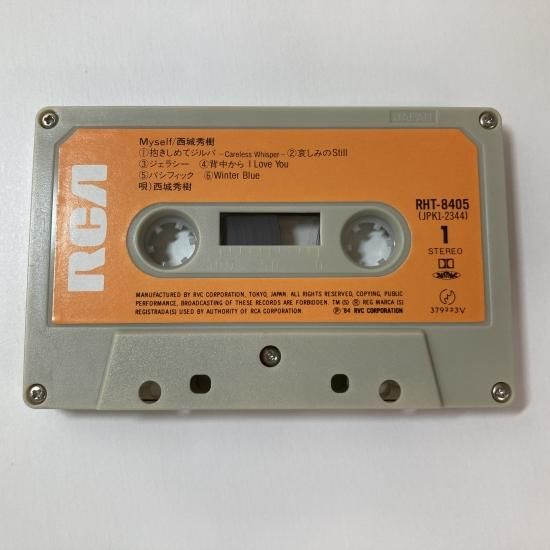 JAPAN
Myself/西城秀樹
①抱きしめてジルバ -Careless Whisper- ②哀しみのStill
③ジェラシー ④背中から I Love You
⑤パシフィック ⑥Winter Blue
唄)西城秀樹
RCA
RHT-8405
(JPK1-2344)
1
STEREO
MANUFACTURED BY RVC CORPORATION, TOKYO, JAPAN. ALL RIGHTS RESERVED, COPYING, PUBLIC
PERFORMANCE, BROADCASTING OF THESE RECORDS ARE FORBIDDEN. TM(S) Ⓡ REG MARCA(S)
REGISTRADA(S) USED BY AUTHORITY OF RCA CORPORATION.
Ⓟ '84 RVC CORPORATION